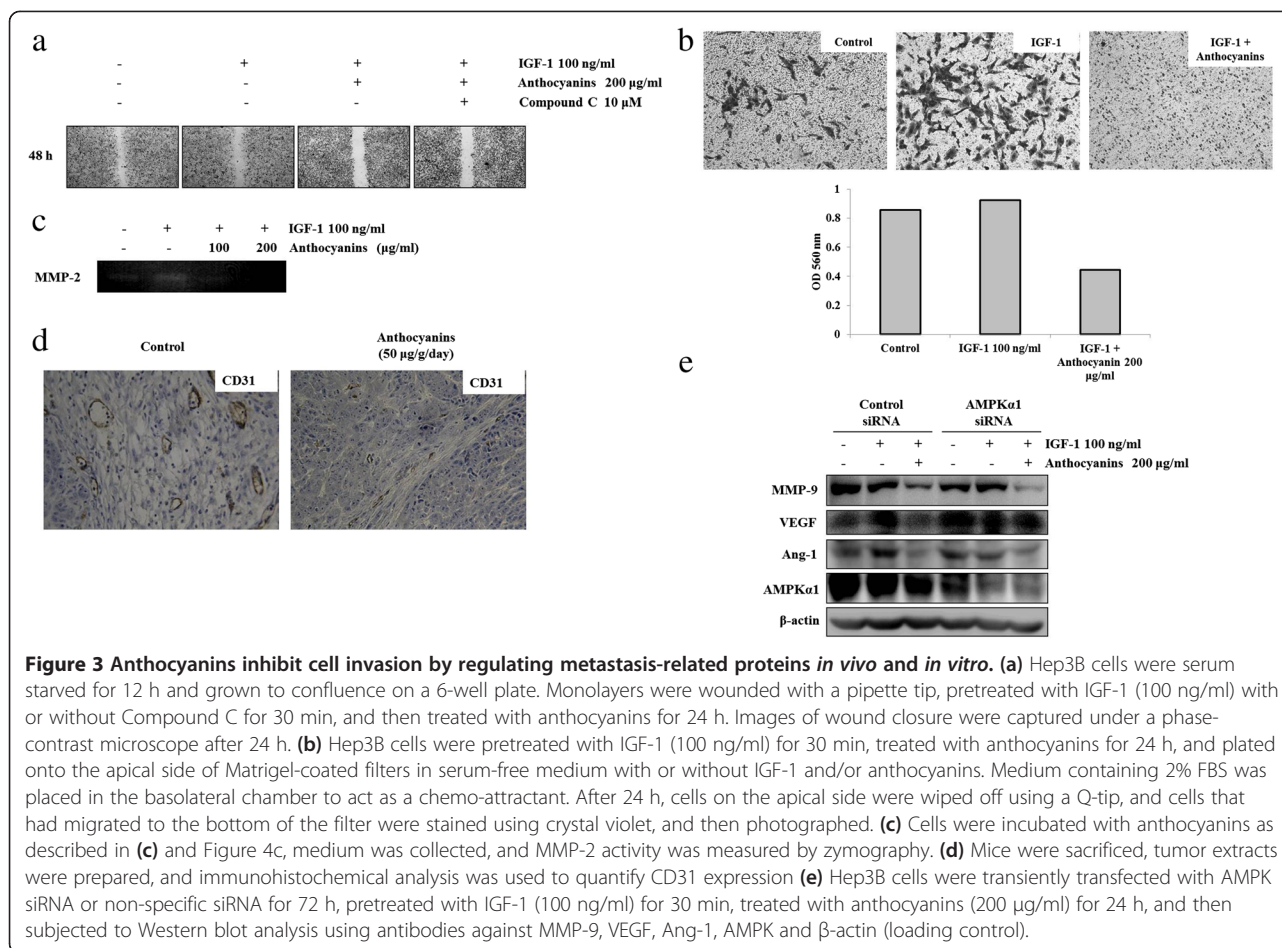 a
- + + + IGF-1 100 ng/ml
- - + + Anthocyanins 200 µg/ml
- - - + Compound C 10 µM
48 h
b
Control
IGF-1
IGF-1 +
Anthocyanins
1
0.8
0.6
0.4
0.2
0
OD 560 nm
Control
IGF-1 100 ng/ml
IGF-1 +
Anthocyanin 200
µg/ml
c
- + + + IGF-1 100 ng/ml
- - 100 200 Anthocyanins (µg/ml)
MMP-2
d
Control
Anthocyanins
(50 µg/g/day)
CD31
CD31
e
Control
siRNA
AMPKα1
siRNA
- + + - + + IGF-1 100 ng/ml
- - + - - + Anthocyanins 200 µg/ml
MMP-9
VEGF
Ang-1
AMPKα1
β-actin
Figure 3 Anthocyanins inhibit cell invasion by regulating metastasis-related proteins in vivo and in vitro. (a) Hep3B cells were serum
starved for 12 h and grown to confluence on a 6-well plate. Monolayers were wounded with a pipette tip, pretreated with IGF-1 (100 ng/ml) with
or without Compound C for 30 min, and then treated with anthocyanins for 24 h. Images of wound closure were captured under a phase-
contrast microscope after 24 h. (b) Hep3B cells were pretreated with IGF-1 (100 ng/ml) for 30 min, treated with anthocyanins for 24 h, and plated
onto the apical side of Matrigel-coated filters in serum-free medium with or without IGF-1 and/or anthocyanins. Medium containing 2% FBS was
placed in the basolateral chamber to act as a chemo-attractant. After 24 h, cells on the apical side were wiped off using a Q-tip, and cells that
had migrated to the bottom of the filter were stained using crystal violet, and then photographed. (c) Cells were incubated with anthocyanins as
described in (c) and Figure 4c, medium was collected, and MMP-2 activity was measured by zymography. (d) Mice were sacrificed, tumor extracts
were prepared, and immunohistochemical analysis was used to quantify CD31 expression (e) Hep3B cells were transiently transfected with AMPK
siRNA or non-specific siRNA for 72 h, pretreated with IGF-1 (100 ng/ml) for 30 min, treated with anthocyanins (200 µg/ml) for 24 h, and then
subjected to Western blot analysis using antibodies against MMP-9, VEGF, Ang-1, AMPK and β-actin (loading control).